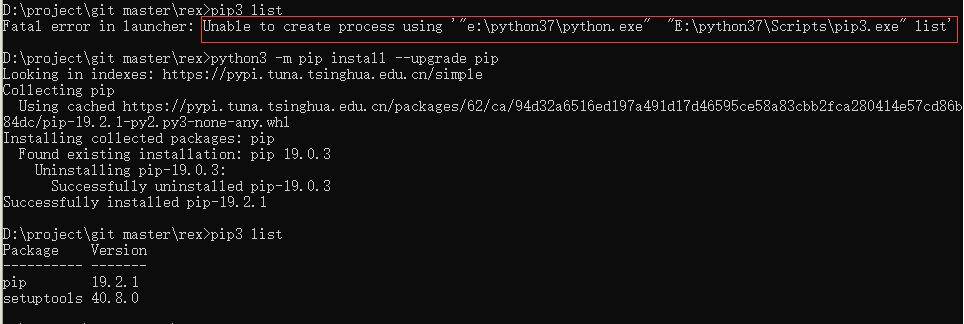 D:\project\git master\rex>pip3 list
Fatal error in launcher: Unable to create process using '"e:\python37\python.exe"  "E:\python37\Scripts\pip3.exe" list'
D:\project\git master\rex>python3 -m pip install --upgrade pip
Looking in indexes: https://pypi.tuna.tsinghua.edu.cn/simple
Collecting pip
  Using cached https://pypi.tuna.tsinghua.edu.cn/packages/62/ca/94d32a6516ed197a491d17d46595ce58a83cbb2fca280414e57cd86b
84dc/pip-19.2.1-py2.py3-none-any.whl
Installing collected packages: pip
  Found existing installation: pip 19.0.3
    Uninstalling pip-19.0.3:
      Successfully uninstalled pip-19.0.3
Successfully installed pip-19.2.1
D:\project\git master\rex>pip3 list
Package    Version
---------- -------
pip        19.2.1
setuptools 40.8.0